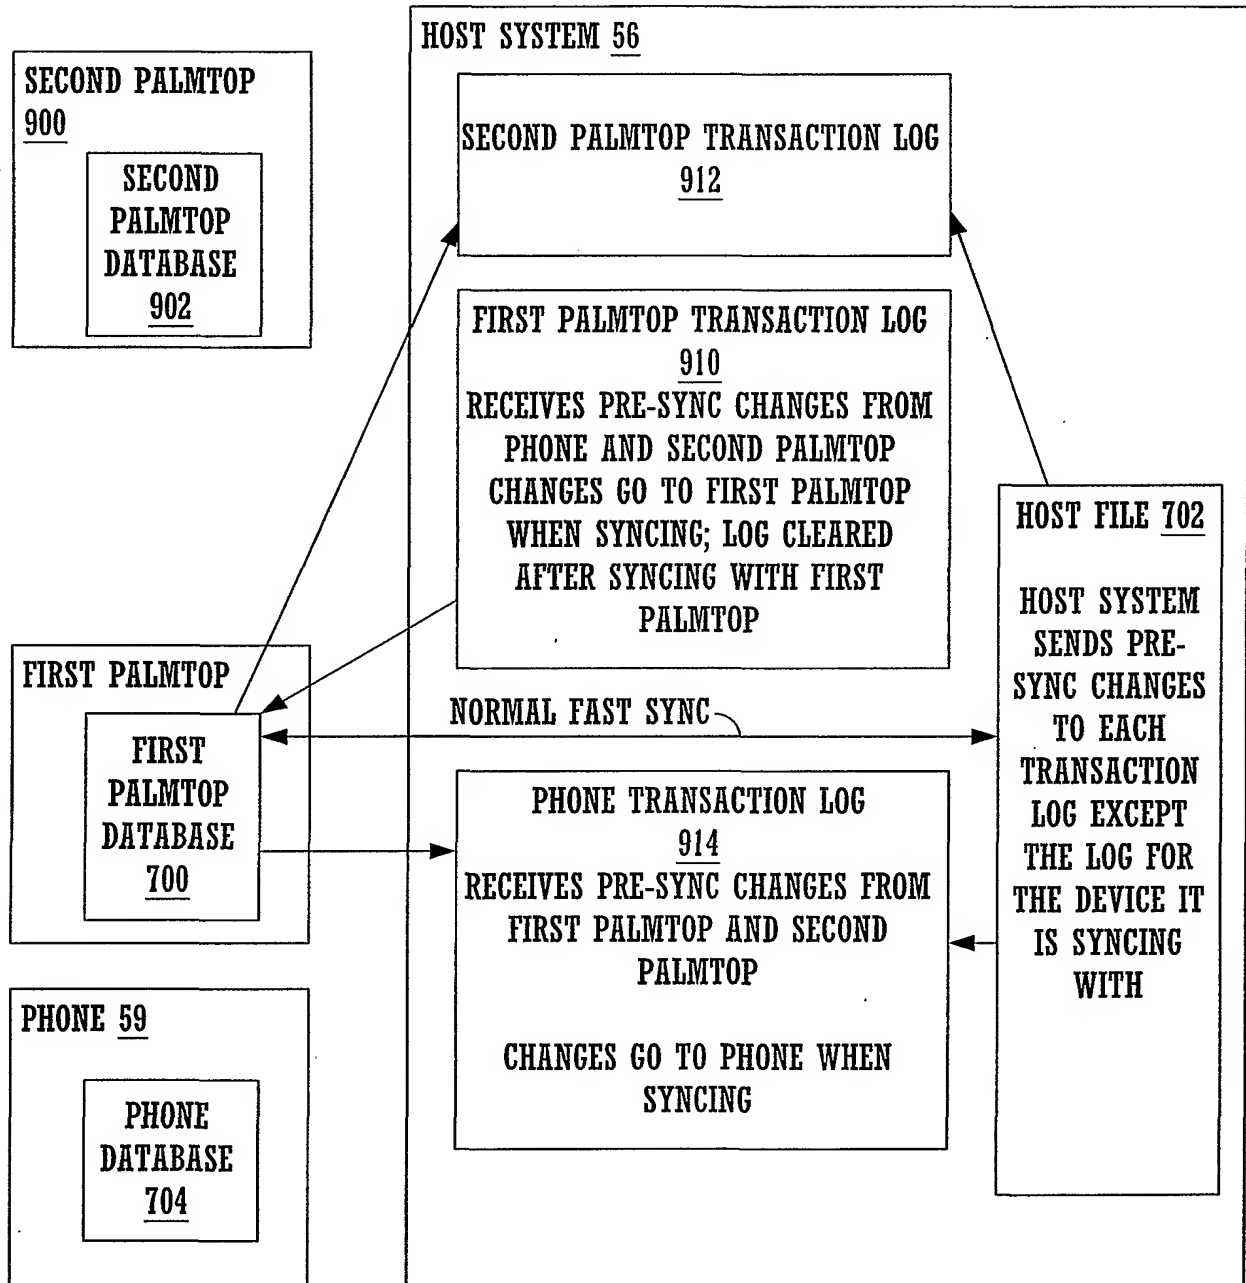 HOST SYSTEM 56
SECOND PALMTOP
900
SECOND
PALMTOP
DATABASE
902
SECOND PALMTOP TRANSACTION LOG
912
FIRST PALMTOP TRANSACTION LOG
910
RECEIVES PRE-SYNC CHANGES FROM
PHONE AND SECOND PALMTOP
CHANGES GO TO FIRST PALMTOP
WHEN SYNCING; LOG CLEARED
AFTER SYNCING WITH FIRST
PALMTOP
HOST FILE 702
HOST SYSTEM
SENDS PRE-
SYNC CHANGES
TO EACH
TRANSACTION
LOG EXCEPT
THE LOG FOR
THE DEVICE IT
IS SYNCING
WITH
FIRST PALMTOP
FIRST
PALMTOP
DATABASE
700
NORMAL FAST SYNC
PHONE TRANSACTION LOG
914
RECEIVES PRE-SYNC CHANGES FROM
FIRST PALMTOP AND SECOND
PALMTOP
CHANGES GO TO PHONE WHEN
SYNCING
PHONE 59
PHONE
DATABASE
704